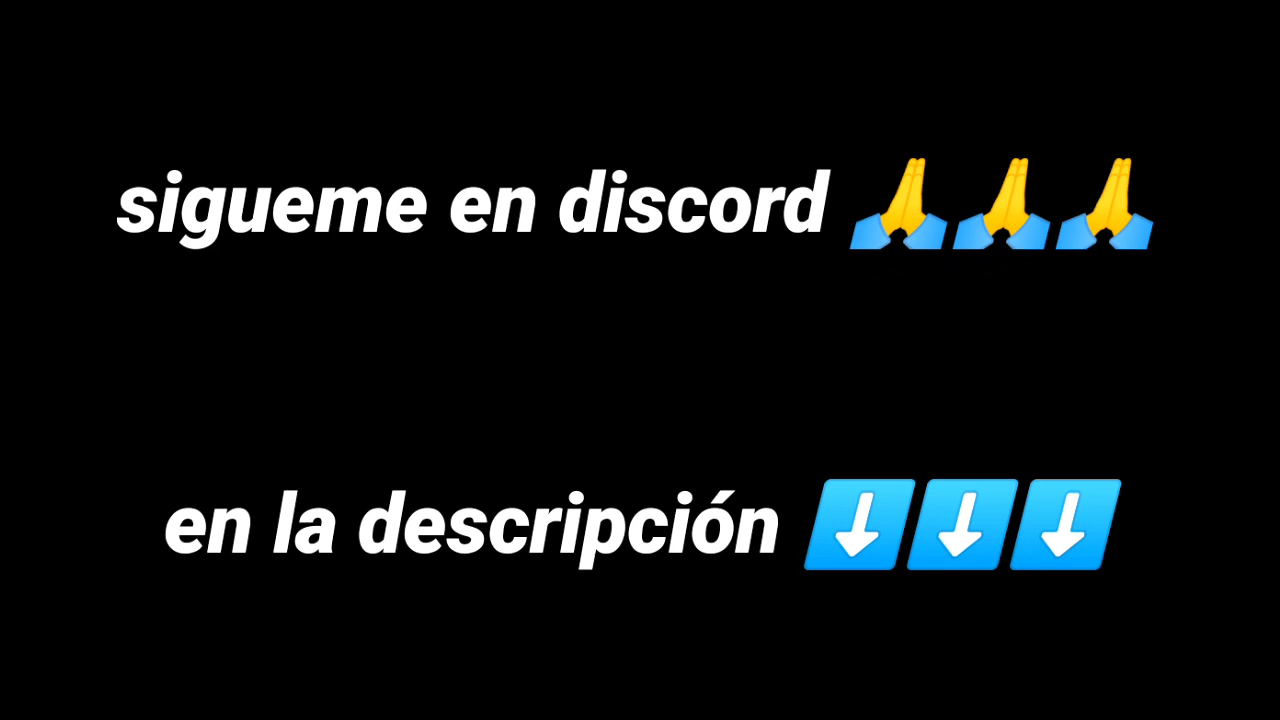 sigueme en discord 🙏🙏🙏
en la descripción ⬇️⬇️⬇️